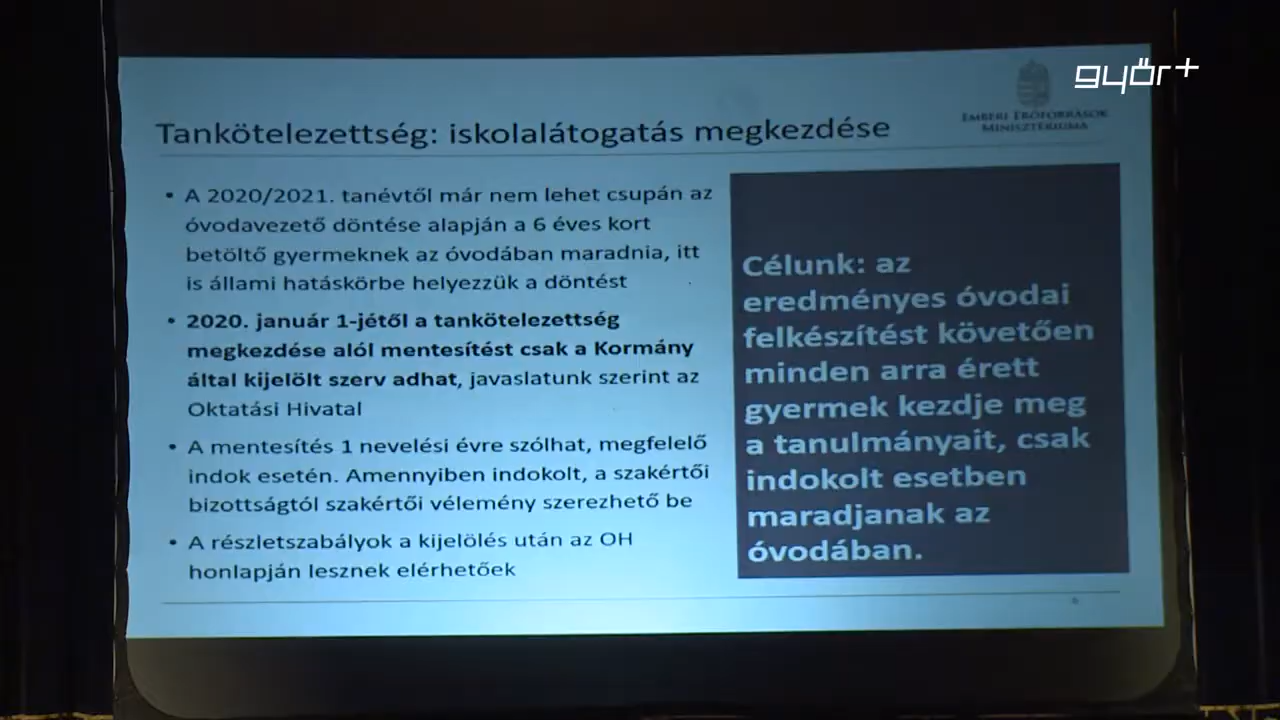 győr+
EMBERI ERŐFORRÁSOK
MINISZTÉRIUMA
Tankötelezettség: iskolalátogatás megkezdése
• A 2020/2021. tanévtől már nem lehet csupán az
óvodavezető döntése alapján a 6 éves kort
betöltő gyermeknek az óvodában maradnia, itt
is állami hatáskörbe helyezzük a döntést
• 2020. január 1-jétől a tankötelezettség
megkezdése alól mentesítést csak a Kormány
által kijelölt szerv adhat, javaslatunk szerint az
Oktatási Hivatal
• A mentesítés 1 nevelési évre szólhat, megfelelő
indok esetén. Amennyiben indokolt, a szakértői
bizottságtól szakértői vélemény szerezhető be
• A részletszabályok a kijelölés után az OH
honlapján lesznek elérhetőek
Célunk: az
eredményes óvodai
felkészítést követően
minden arra érett
gyermek kezdje meg
a tanulmányait, csak
indokolt esetben
maradjanak az
óvodában.